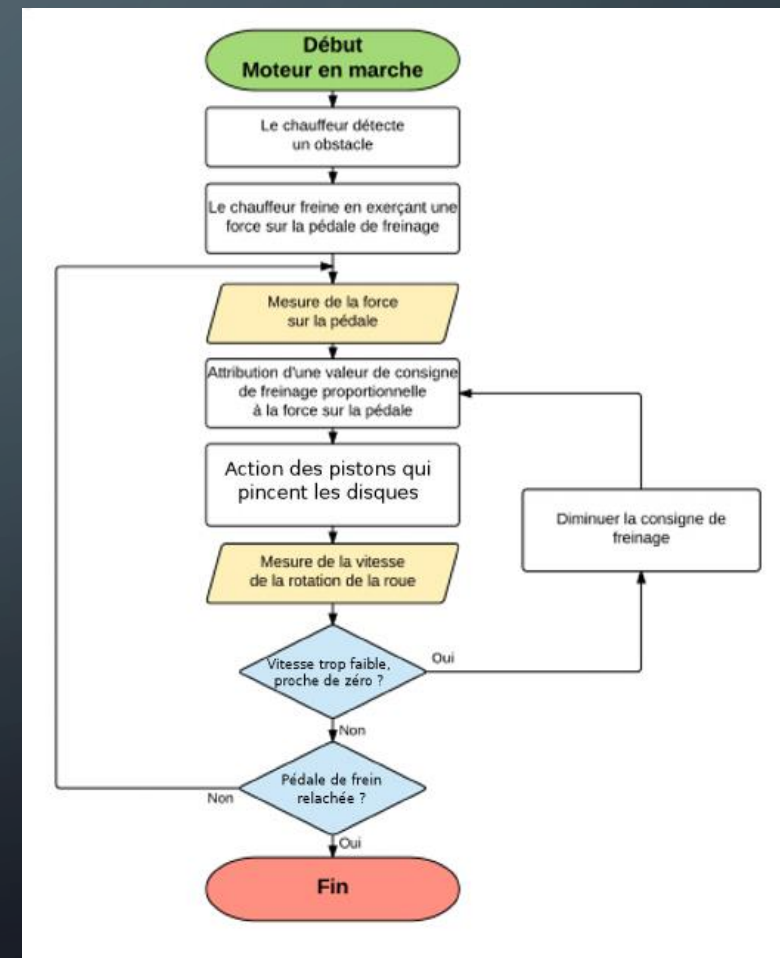 Début
Moteur en marche
Le chauffeur détecte
un obstacle
Le chauffeur freine en exerçant une
force sur la pédale de freinage
Mesure de la force
sur la pédale
Attribution d'une valeur de consigne
de freinage proportionnelle
à la force sur la pédale
Action des pistons qui
pincent les disques
Diminuer la consigne de
freinage
Mesure de la vitesse
de la rotation de la roue
Vitesse trop faible,
proche de zéro ?
Oui
Non
Pédale de frein
relachée ?
Non
Oui
Fin